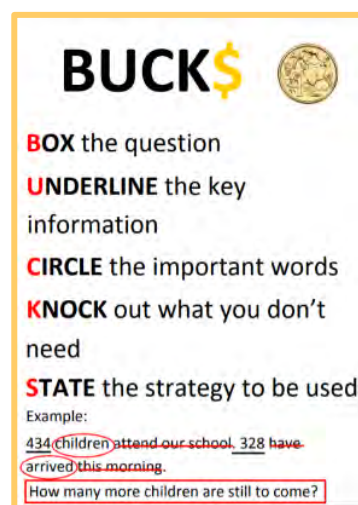 BUCK$
BOX the question
UNDERLINE the key
information
CIRCLE the important words
KNOCK out what you don't
need
STATE the strategy to be used
Example:
434 children attend our school. 328 have
arrived this morning.
How many more children are still to come?